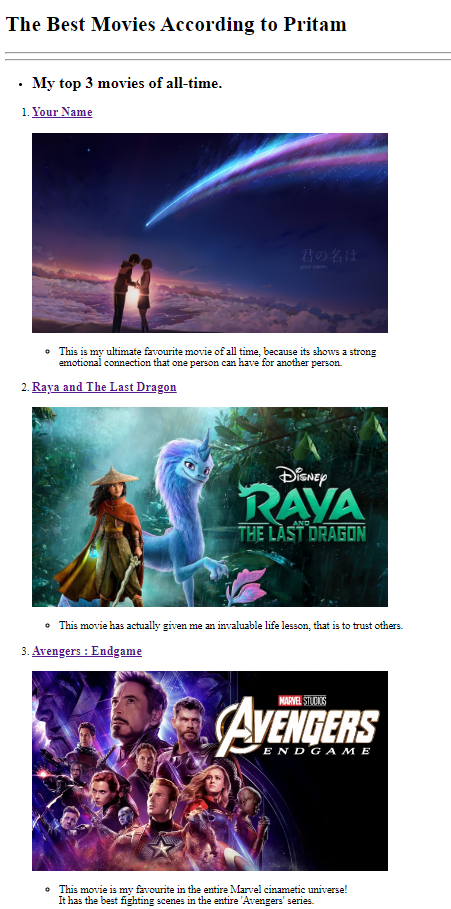 The Best Movies According to Pritam
My top 3 movies of all-time.
1. Your Name
君の名は
your name.
This is my ultimate favourite movie of all time, because its shows a strong
emotional connection that one person can have for another person.
2. Raya and The Last Dragon
Disney
RAYA
AND
THE LAST DRAGON
This movie has actually given me an invaluable life lesson, that is to trust others.
3. Avengers : Endgame
MARVEL STUDIOS
AVENGERS
ENDGAME
This movie is my favourite in the entire Marvel cinametic universe!
It has the best fighting scenes in the entire 'Avengers' series.